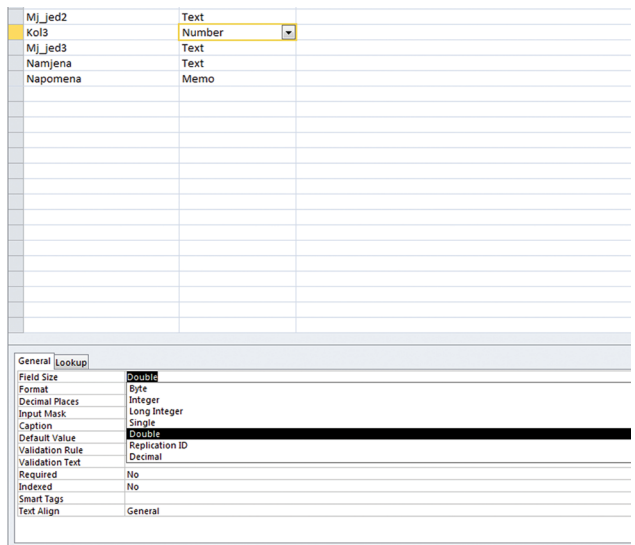 Mj_jed2 Text
Kol3 Number
Mj_jed3 Text
Namjena Text
Napomena Memo
General Lookup
Field Size Double
Format Byte
Decimal Places Integer
Input Mask Long Integer
Caption Single
Default Value Double
Validation Rule Replication ID
Validation Text Decimal
Required No
Indexed No
Smart Tags
Text Align General